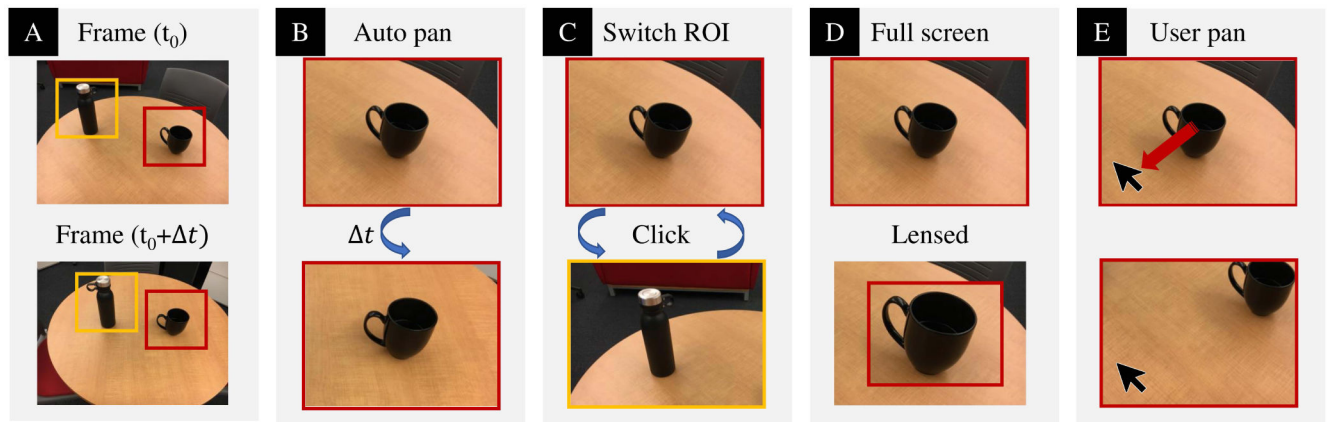 A Frame (t₀)
Frame (t₀+Δt)
B Auto pan
Δt
C Switch ROI
Click
D Full screen
Lensed
E User pan